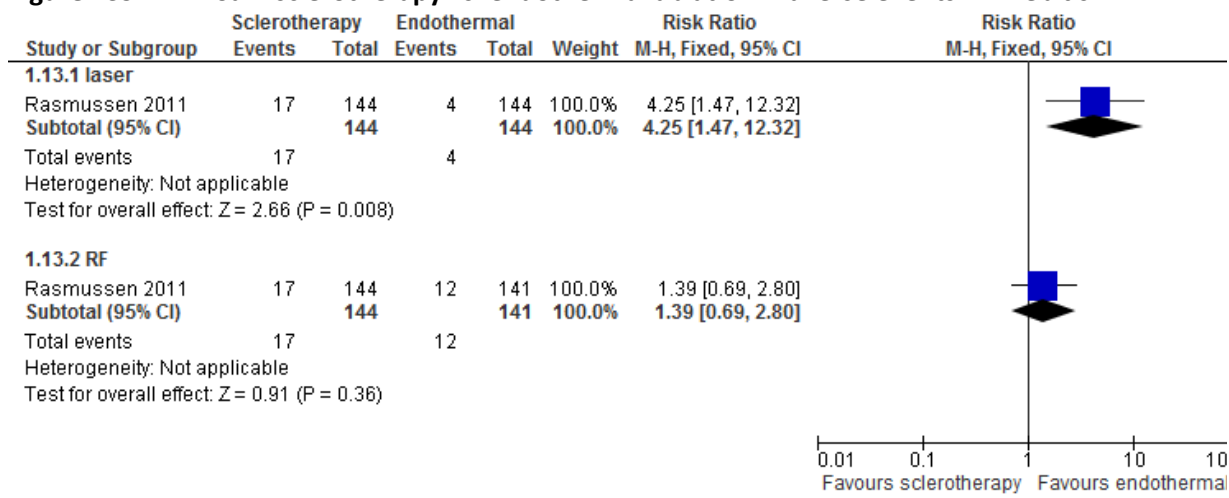 Sclerotherapy Endothermal Risk Ratio Risk Ratio
Study or Subgroup Events Total Events Total Weight M-H, Fixed, 95% CI M-H, Fixed, 95% CI
1.13.1 laser
Rasmussen 2011 17 144 4 144 100.0% 4.25 [1.47, 12.32]
Subtotal (95% CI) 144 144 100.0% 4.25 [1.47, 12.32]
Total events 17 4
Heterogeneity: Not applicable
Test for overall effect: Z = 2.66 (P = 0.008)
1.13.2 RF
Rasmussen 2011 17 144 12 141 100.0% 1.39 [0.69, 2.80]
Subtotal (95% CI) 144 141 100.0% 1.39 [0.69, 2.80]
Total events 17 12
Heterogeneity: Not applicable
Test for overall effect: Z = 0.91 (P = 0.36)
0.01 0.1 1 10
Favours sclerotherapy Favours endothermal